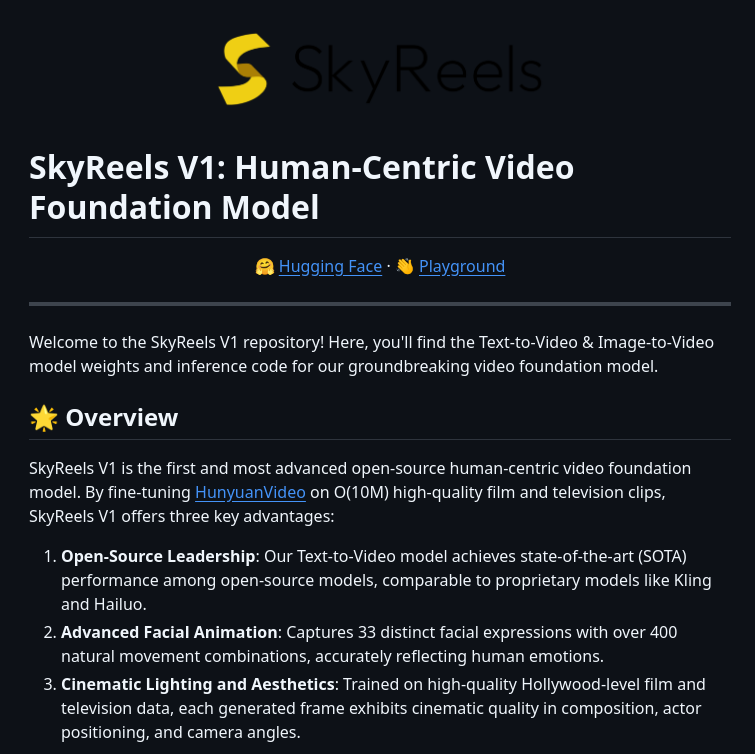 SkyReels
SkyReels V1: Human-Centric Video
Foundation Model
🤗 Hugging Face · 👋 Playground
Welcome to the SkyReels V1 repository! Here, you'll find the Text-to-Video & Image-to-Video
model weights and inference code for our groundbreaking video foundation model.
🌟 Overview
SkyReels V1 is the first and most advanced open-source human-centric video foundation
model. By fine-tuning HunyuanVideo on O(10M) high-quality film and television clips,
SkyReels V1 offers three key advantages:
1. Open-Source Leadership: Our Text-to-Video model achieves state-of-the-art (SOTA)
performance among open-source models, comparable to proprietary models like Kling
and Hailuo.
2. Advanced Facial Animation: Captures 33 distinct facial expressions with over 400
natural movement combinations, accurately reflecting human emotions.
3. Cinematic Lighting and Aesthetics: Trained on high-quality Hollywood-level film and
television data, each generated frame exhibits cinematic quality in composition, actor
positioning, and camera angles.